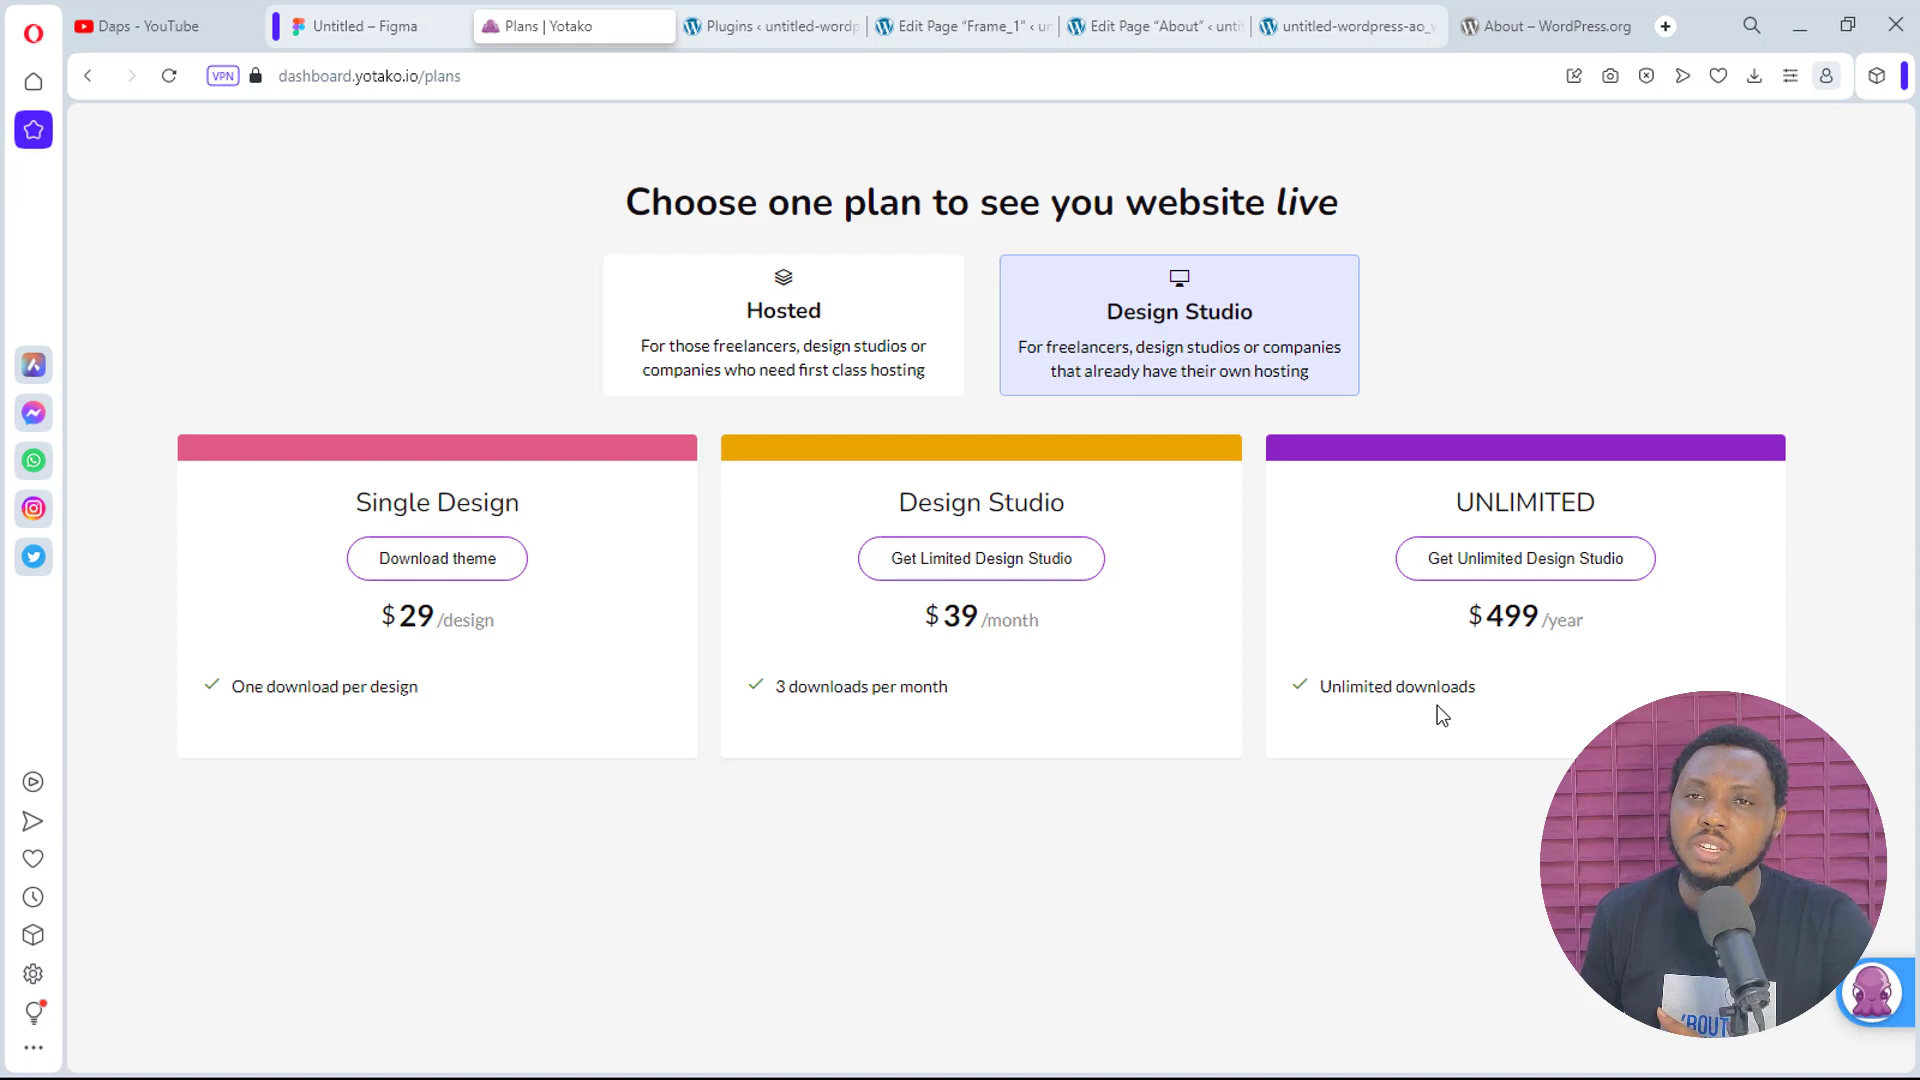 Daps - YouTube
Untitled – Figma
Plans | Yotako
Plugins ‹ untitled-wordp
Edit Page “Frame_1” ‹ un
Edit Page “About” ‹ unti
untitled-wordpress-ao_v
About – WordPress.org
VPN
dashboard.yotako.io/plans
Choose one plan to see you website live
Hosted
For those freelancers, design studios or
companies who need first class hosting
Design Studio
For freelancers, design studios or companies
that already have their own hosting
Single Design
Download theme
$ 29 /design
One download per design
Design Studio
Get Limited Design Studio
$ 39 /month
3 downloads per month
UNLIMITED
Get Unlimited Design Studio
$ 499 /year
Unlimited downloads
'BOUT